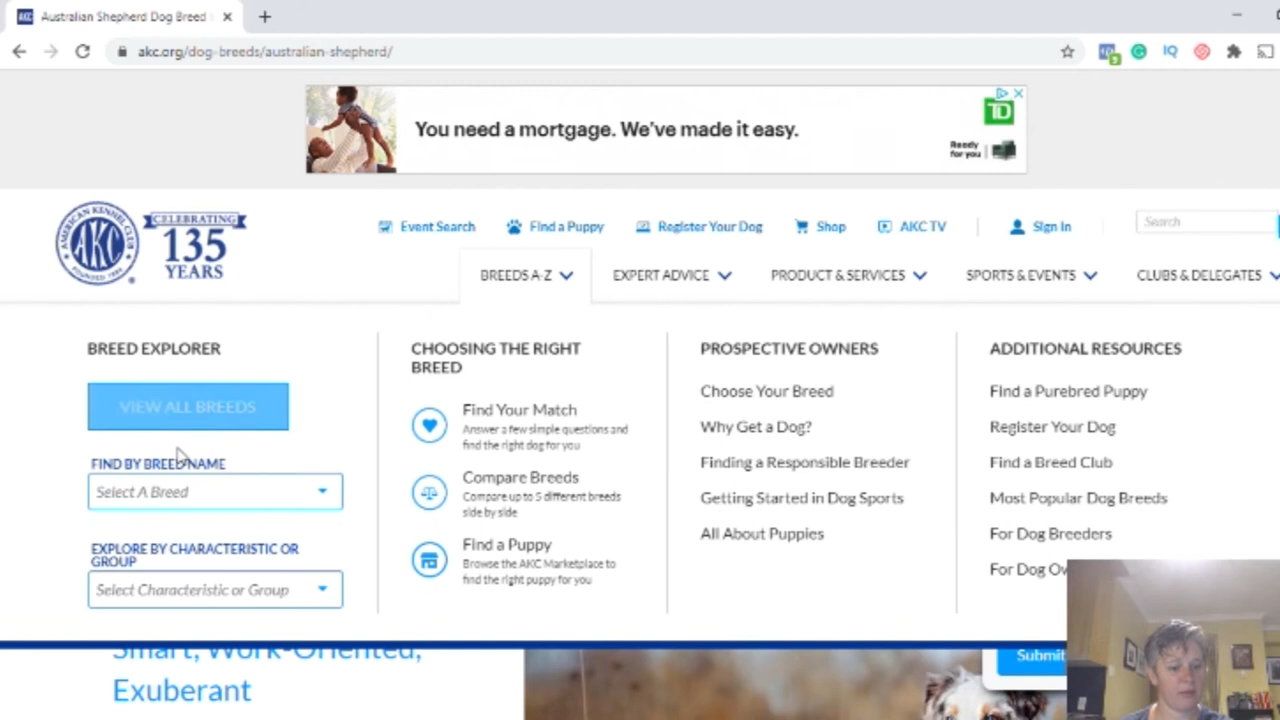 Australian Shepherd Dog Breed
akc.org/dog-breeds/australian-shepherd/
9
IQ
You need a mortgage. We've made it easy.
TD
Ready
for you
AMERICAN KENNEL CLUB
AKC
FOUNDED 1884
CELEBRATING
135
YEARS
Event Search
Find a Puppy
Register Your Dog
Shop
AKC TV
Sign In
Search
BREEDS A-Z
EXPERT ADVICE
PRODUCT & SERVICES
SPORTS & EVENTS
CLUBS & DELEGATES
BREED EXPLORER
VIEW ALL BREEDS
FIND BY BREED NAME
Select A Breed
EXPLORE BY CHARACTERISTIC OR
GROUP
Select Characteristic or Group
CHOOSING THE RIGHT
BREED
Find Your Match
Answer a few simple questions and
find the right dog for you
Compare Breeds
Compare up to 5 different breeds
side by side
Find a Puppy
Browse the AKC Marketplace to
find the right puppy for you
PROSPECTIVE OWNERS
Choose Your Breed
Why Get a Dog?
Finding a Responsible Breeder
Getting Started in Dog Sports
All About Puppies
ADDITIONAL RESOURCES
Find a Purebred Puppy
Register Your Dog
Find a Breed Club
Most Popular Dog Breeds
For Dog Breeders
For Dog Ow
Smart, Work-Oriented,
Exuberant
Submit